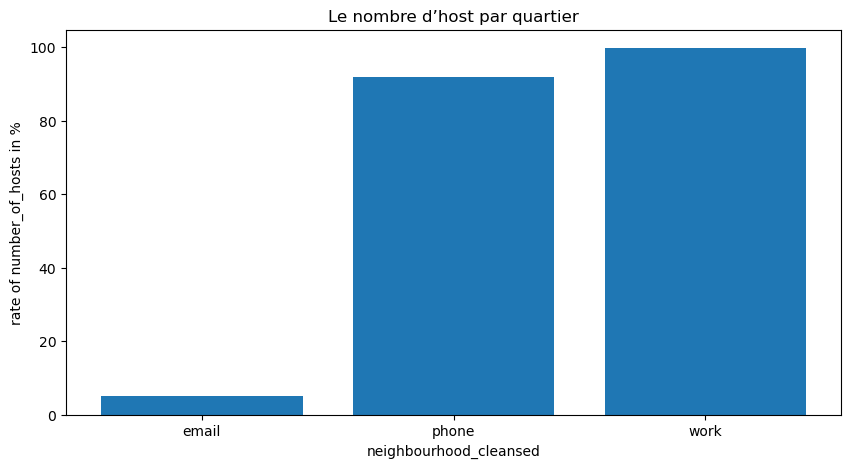 Le nombre d’host par quartier
rate of number_of_hosts in %
100
80
60
40
20
0
email phone work
neighbourhood_cleansed